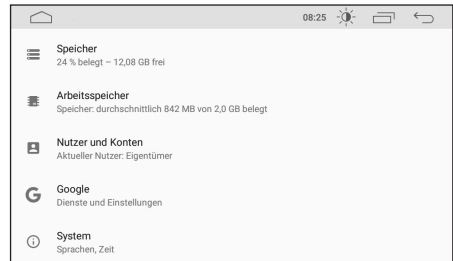 08:25
Speicher
24 % belegt – 12,08 GB frei
Arbeitsspeicher
Speicher: durchschnittlich 842 MB von 2,0 GB belegt
Nutzer und Konten
Aktueller Nutzer: Eigentümer
Google
Dienste und Einstellungen
System
Sprachen, Zeit